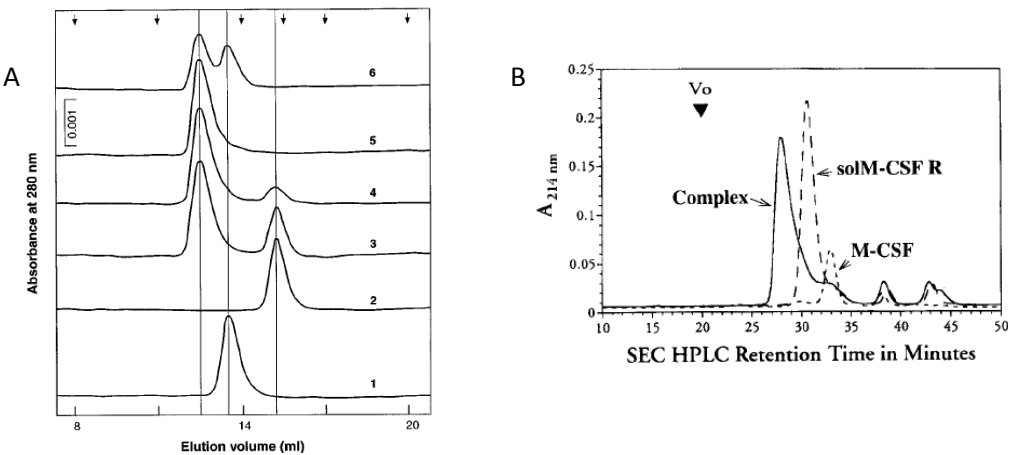 A
Absorbance at 280 nm
0.001
6
5
4
3
2
1
8
14
20
Elution volume (ml)
B
0.25
0.2
0.15
0.1
0.05
0
A 214 nm
Vo
solM-CSF R
Complex
M-CSF
10
15
20
25
30
35
40
45
50
SEC HPLC Retention Time in Minutes